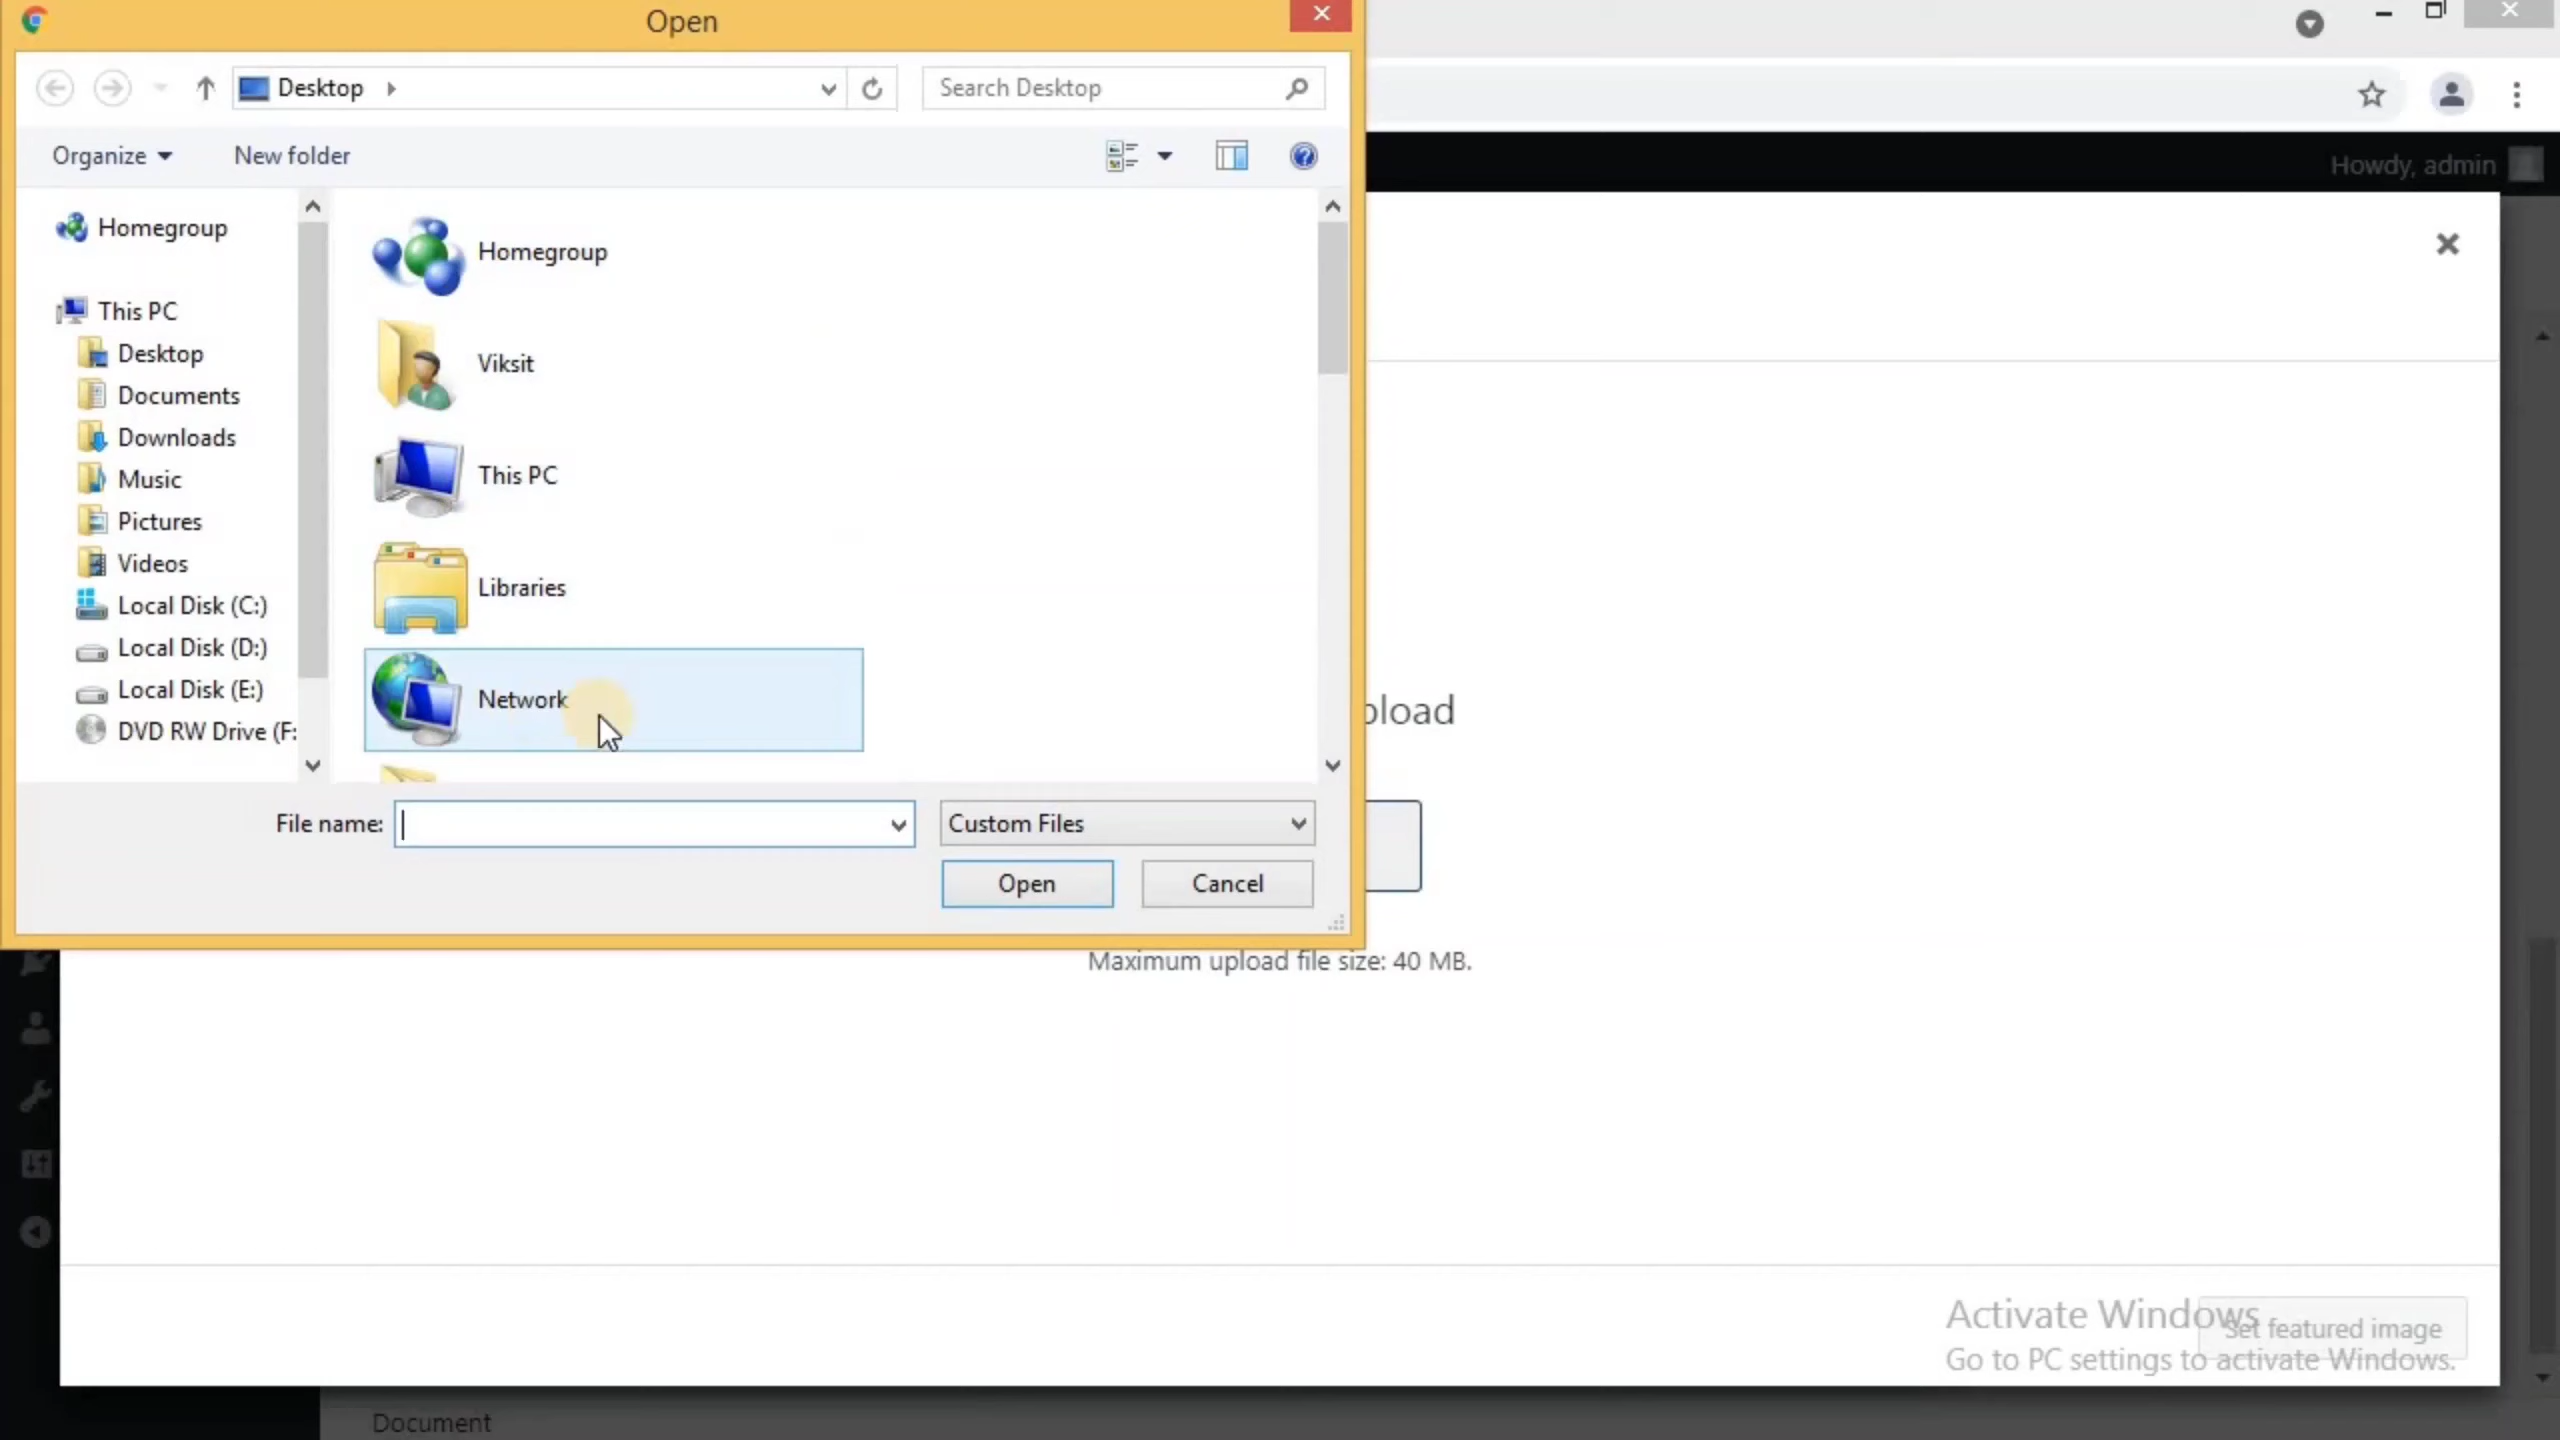 Open
Desktop
Search Desktop
Organize
New folder
Howdy, admin
Homegroup
This PC
Desktop
Documents
Downloads
Music
Pictures
Videos
Local Disk (C:)
Local Disk (D:)
Local Disk (E:)
DVD RW Drive (F:
Homegroup
Viksit
This PC
Libraries
Network
pload
File name:
Custom Files
Open
Cancel
Maximum upload file size: 40 MB.
Set featured image
Activate Windows
Go to PC settings to activate Windows.
Document